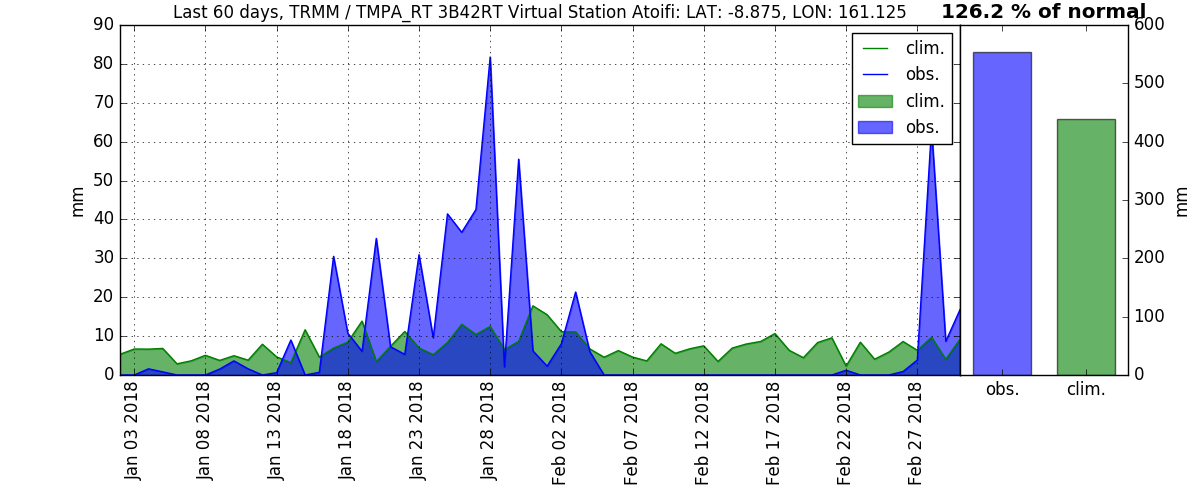 Last 60 days, TRMM / TMPA_RT 3B42RT Virtual Station Atoifi: LAT: -8.875, LON: 161.125
126.2 % of normal
90
80
70
60
50
40
30
20
10
0
mm
clim.
obs.
clim.
obs.
Jan 03 2018
Jan 08 2018
Jan 13 2018
Jan 18 2018
Jan 23 2018
Jan 28 2018
Feb 02 2018
Feb 07 2018
Feb 12 2018
Feb 17 2018
Feb 22 2018
Feb 27 2018
600
500
400
300
200
100
0
mm
obs.
clim.